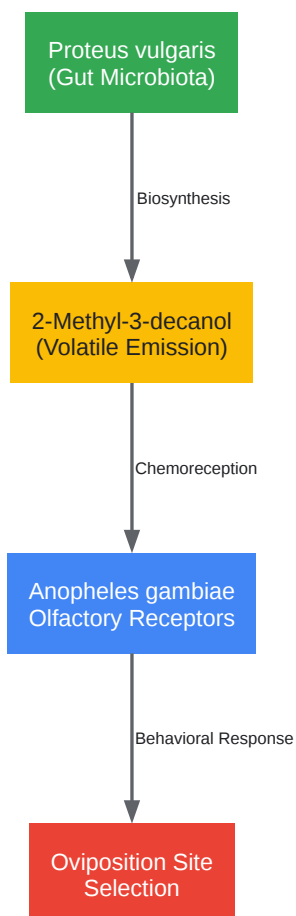 Proteus vulgaris
(Gut Microbiota)
Biosynthesis
2-Methyl-3-decanol
(Volatile Emission)
Chemoreception
Anopheles gambiae
Olfactory Receptors
Behavioral Response
Oviposition Site
Selection